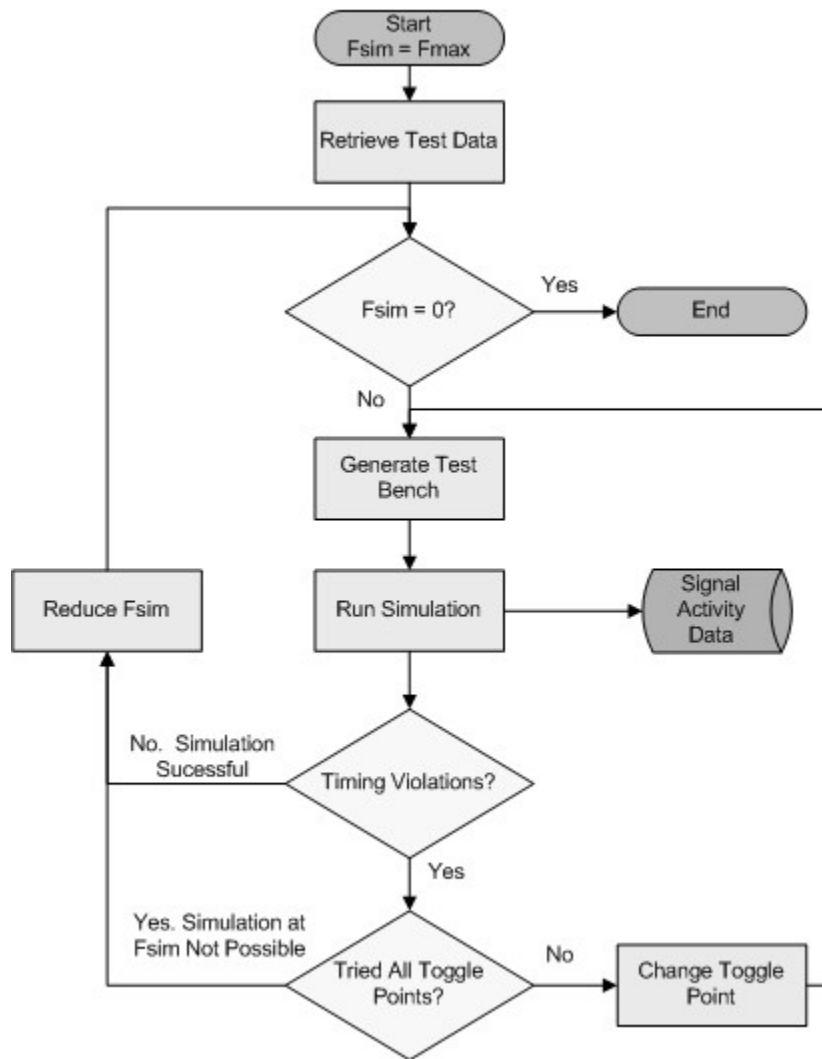 Start
Fsim = Fmax
Retrieve Test Data
Fsim = 0?
Yes
End
No
Generate Test
Bench
Reduce Fsim
Run Simulation
Signal
Activity
Data
No. Simulation
Sucessful
Timing Violations?
Yes
Yes. Simulation at
Fsim Not Possible
Tried All Toggle
Points?
No
Change Toggle
Point